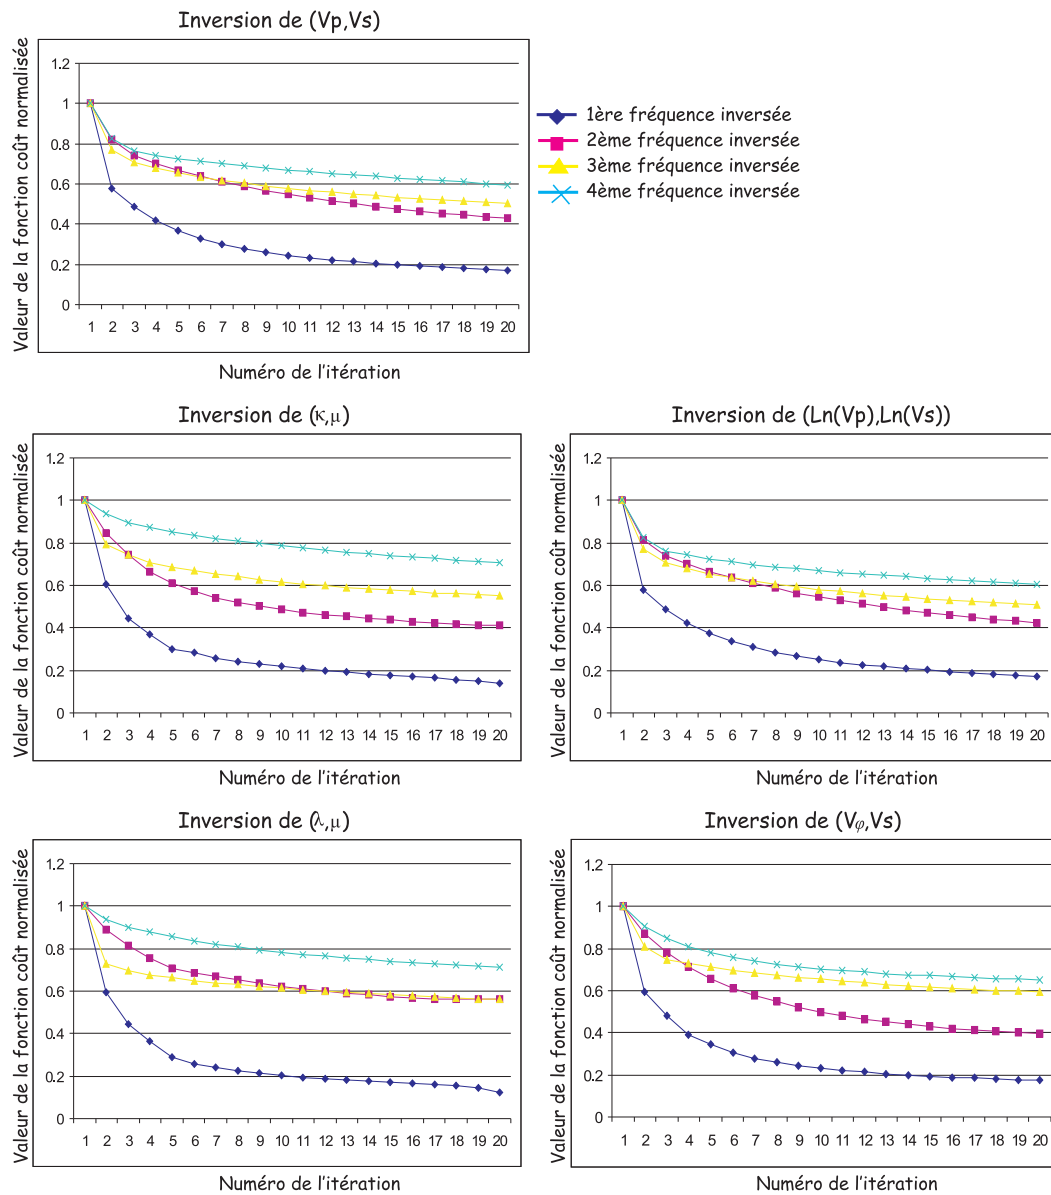 Inversion de (Vp,Vs)
Valeur de la fonction coût normalisée
1.2
1
0.8
0.6
0.4
0.2
0
1 2 3 4 5 6 7 8 9 10 11 12 13 14 15 16 17 18 19 20
Numéro de l'itération
1ère fréquence inversée
2ème fréquence inversée
3ème fréquence inversée
4ème fréquence inversée
Inversion de (κ,μ)
Valeur de la fonction coût normalisée
1.2
1
0.8
0.6
0.4
0.2
0
1 2 3 4 5 6 7 8 9 10 11 12 13 14 15 16 17 18 19 20
Numéro de l'itération
Inversion de (Ln(Vp),Ln(Vs))
Valeur de la fonction coût normalisée
1.2
1
0.8
0.6
0.4
0.2
0
1 2 3 4 5 6 7 8 9 10 11 12 13 14 15 16 17 18 19 20
Numéro de l'itération
Inversion de (λ,μ)
Valeur de la fonction coût normalisée
1.2
1
0.8
0.6
0.4
0.2
0
1 2 3 4 5 6 7 8 9 10 11 12 13 14 15 16 17 18 19 20
Numéro de l'itération
Inversion de (Vφ,Vs)
Valeur de la fonction coût normalisée
1.2
1
0.8
0.6
0.4
0.2
0
1 2 3 4 5 6 7 8 9 10 11 12 13 14 15 16 17 18 19 20
Numéro de l'itération